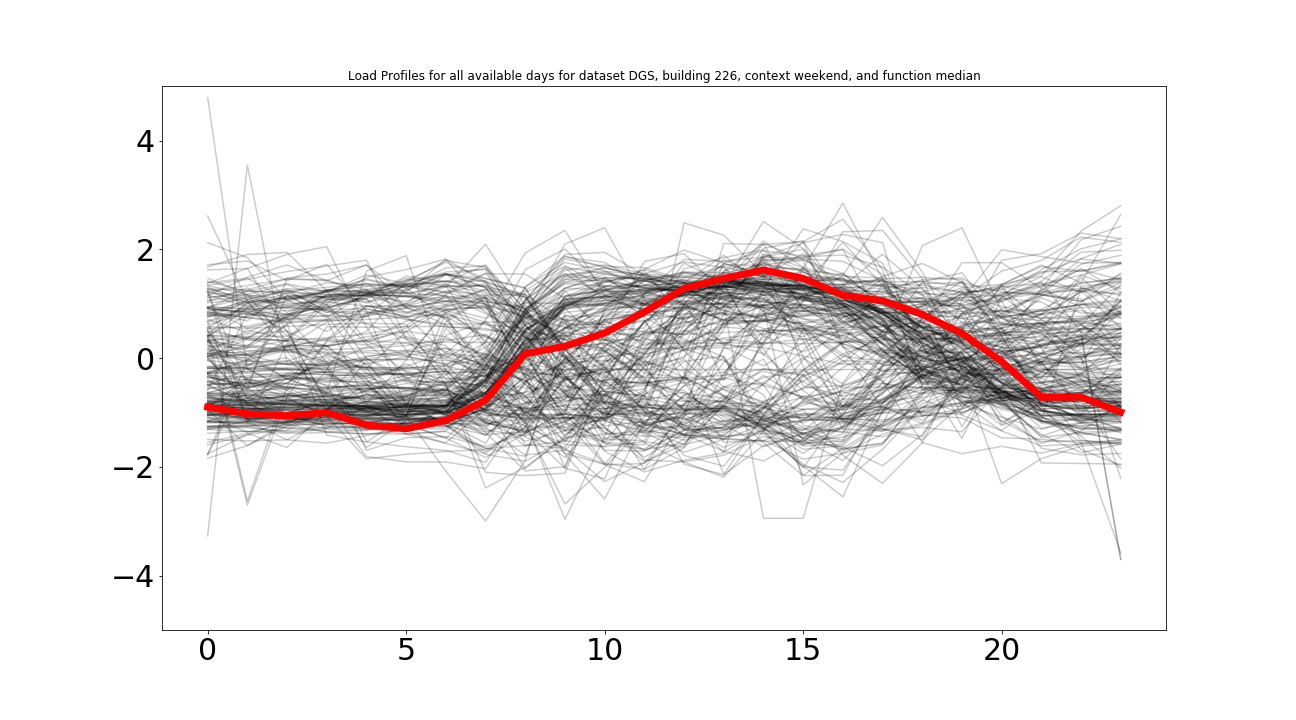 Load Profiles for all available days for dataset DGS, building 226, context weekend, and function median
4
2
0
−2
−4
0 5 10 15 20